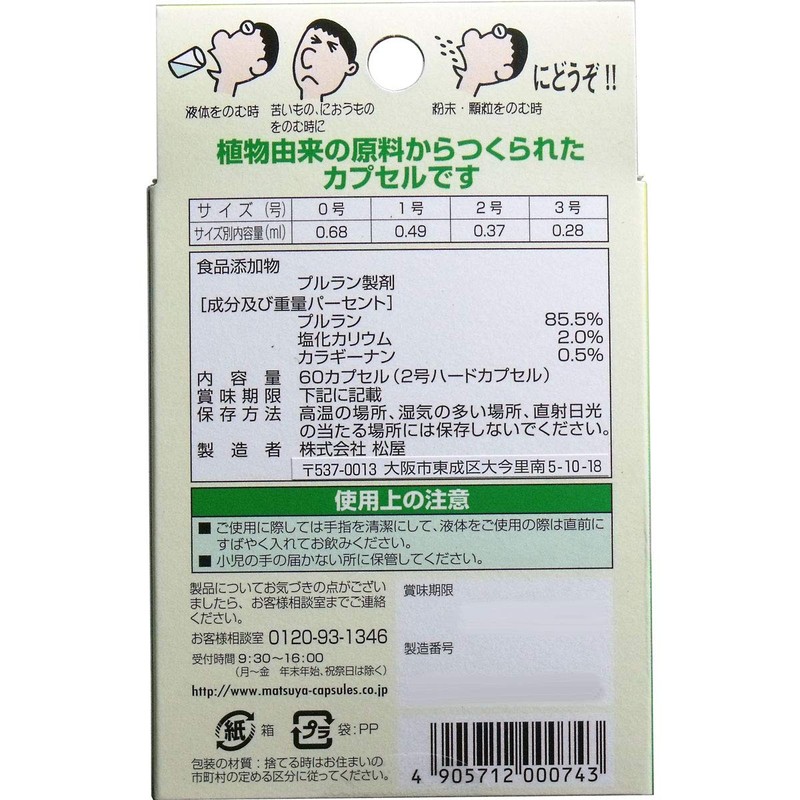 にどうぞ!!
液体をのむ時
苦いもの、におうもの
をのむ時に
粉末・顆粒をのむ時
植物由来の原料からつくられた
カプセルです
サイズ(号) 0号 1号 2号 3号
サイズ別内容量(ml) 0.68 0.49 0.37 0.28
食品添加物
プルラン製剤
[成分及び重量パーセント]
プルラン 85.5%
塩化カリウム 2.0%
カラギーナン 0.5%
内容量 60カプセル(2号ハードカプセル)
賞味期限 下記に記載
保存方法 高温の場所、湿気の多い場所、直射日光
の当たる場所には保存しないでください。
製造者 株式会社 松屋
〒537-0013 大阪市東成区大今里南5-10-18
使用上の注意
■ご使用に際しては手指を清潔にして、液体をご使用の際は直前に
すばやく入れてお飲みください。
■小児の手の届かない所に保管してください。
製品についてお気づきの点がござい
ましたら、お客様相談室までご連絡
ください。
お客様相談室 0120-93-1346
受付時間 9:30~16:00
(月~金 年末年始、祝祭日は除く)
http://www.matsuya-capsules.co.jp
賞味期限
製造番号
紙 箱 プラ 袋:PP
包装の材質:捨てる時はお住まいの
市町村の定める区分に従ってください。
4 905712 000743